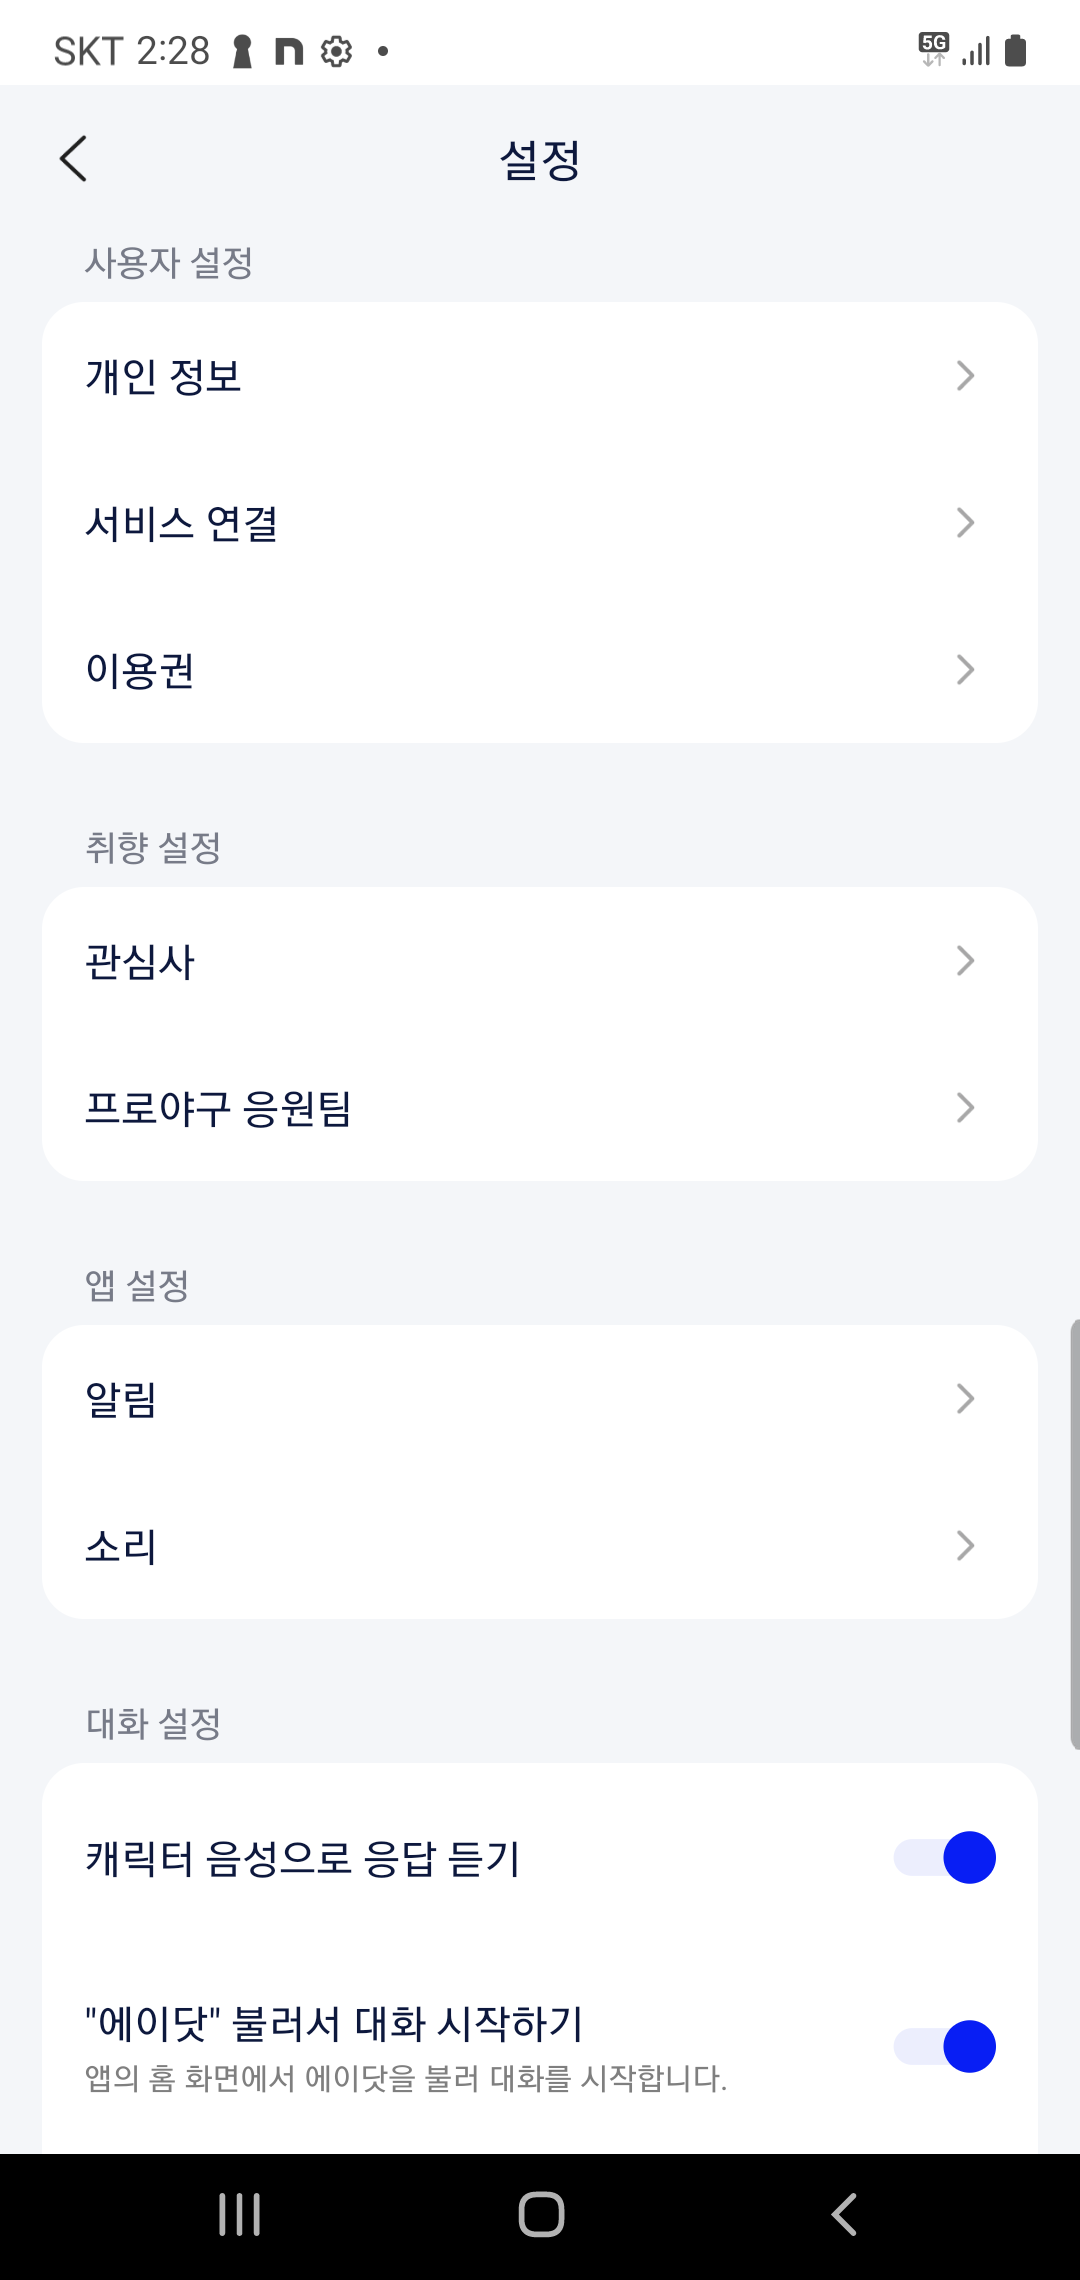 SKT 2:28
5G
설정
사용자 설정
개인 정보
서비스 연결
이용권
취향 설정
관심사
프로야구 응원팀
앱 설정
알림
소리
대화 설정
캐릭터 음성으로 응답 듣기
"에이닷" 불러서 대화 시작하기
앱의 홈 화면에서 에이닷을 불러 대화를 시작합니다.